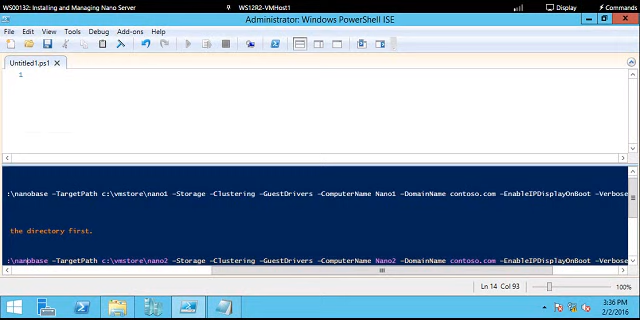 WS00132: Installing and Managing Nano Server
WS12R2-VMHost1
Display
Commands
Administrator: Windows PowerShell ISE
File Edit View Tools Debug Add-ons Help
Untitled1.ps1
1
:\nanobase -TargetPath c:\vmstore\nano1 -Storage -Clustering -GuestDrivers -ComputerName Nano1 -DomainName contoso.com -EnableIPDisplayOnBoot -Verbose
the directory first.
:\nanobase -TargetPath c:\vmstore\nano2 -Storage -Clustering -GuestDrivers -ComputerName Nano2 -DomainName contoso.com -EnableIPDisplayOnBoot -Verbose
Ln 14 Col 93
100%
3:36 PM
2/2/2016